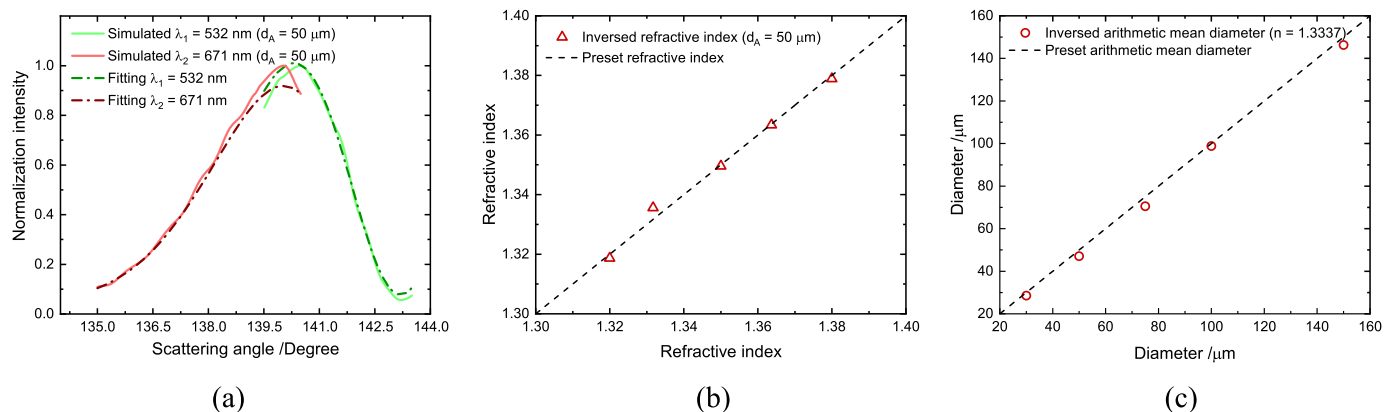 Simulated λ1 = 532 nm (dA = 50 μm)
Simulated λ2 = 671 nm (dA = 50 μm)
Fitting λ1 = 532 nm
Fitting λ2 = 671 nm
Normalization intensity
1.0
0.8
0.6
0.4
0.2
0.0
135.0 136.5 138.0 139.5 141.0 142.5 144.0
Scattering angle /Degree
(a)
Inversed refractive index (dA = 50 μm)
Preset refractive index
Refractive index
1.40
1.38
1.36
1.34
1.32
1.30
1.30 1.32 1.34 1.36 1.38 1.40
Refractive index
(b)
Inversed arithmetic mean diameter (n = 1.3337)
Preset arithmetic mean diameter
Diameter /μm
160
140
120
100
80
60
40
20
20 40 60 80 100 120 140 160
Diameter /μm
(c)